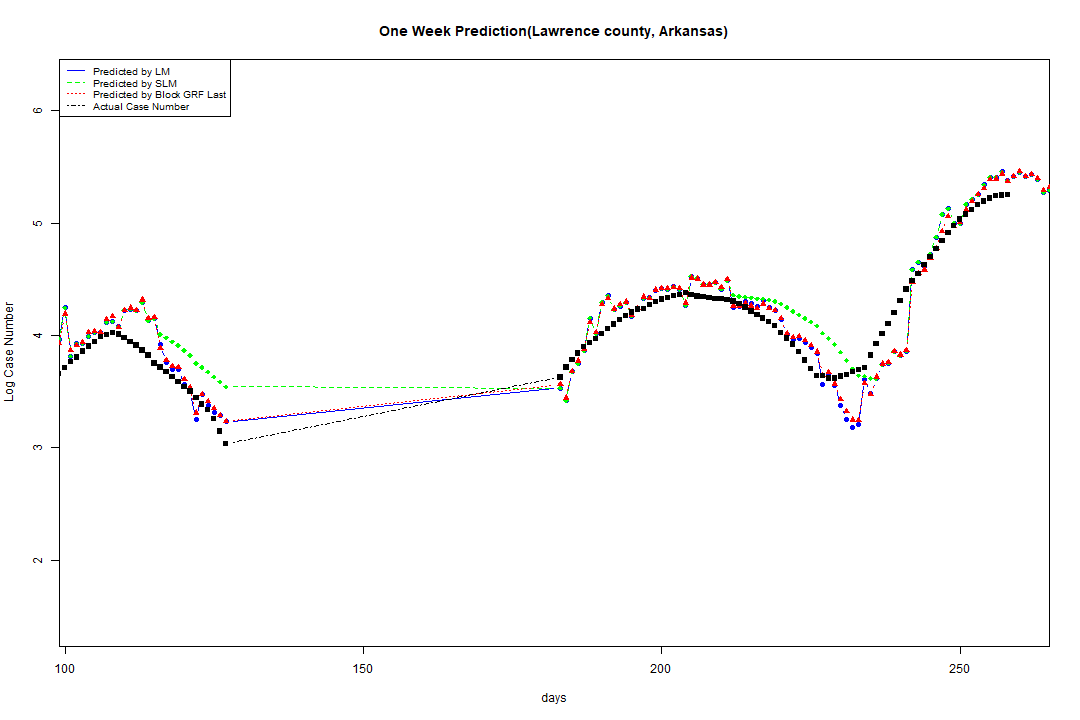 One Week Prediction(Lawrence county, Arkansas)
Predicted by LM
Predicted by SLM
Predicted by Block GRF Last
Actual Case Number
Log Case Number
6
5
4
3
2
100 150 200 250
days